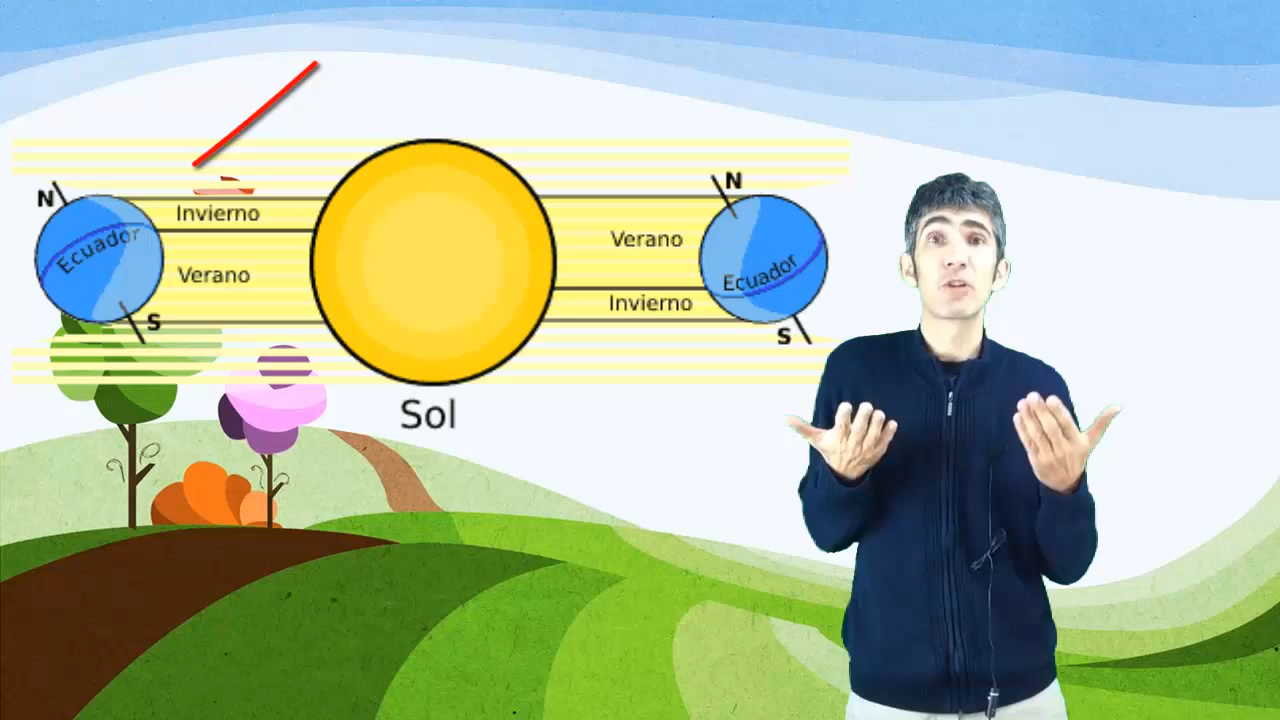 N
Ecuador
S
Invierno
Verano
Sol
Verano
Invierno
N
Ecuador
S